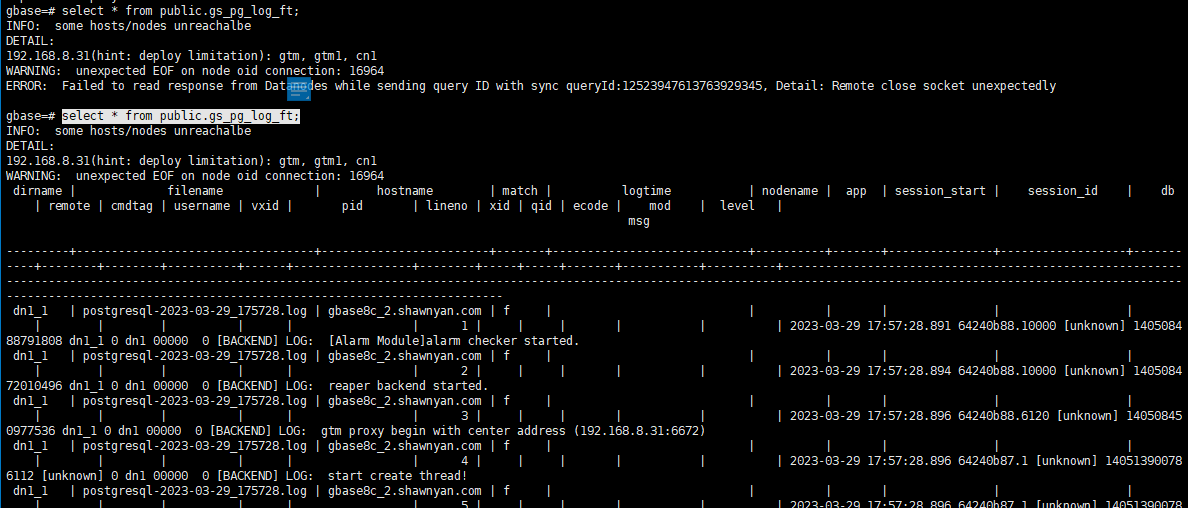 gbase=# select * from public.gs_pg_log_ft;
INFO:  some hosts/nodes unreachalbe
DETAIL:
192.168.8.31(hint: deploy limitation): gtm, gtm1, cn1
WARNING:  unexpected EOF on node oid connection: 16964
ERROR:  Failed to read response from Data des while sending query ID with sync queryId:12523947613763929345, Detail: Remote close socket unexpectedly
gbase=# select * from public.gs_pg_log_ft;
INFO:  some hosts/nodes unreachalbe
DETAIL:
192.168.8.31(hint: deploy limitation): gtm, gtm1, cn1
WARNING:  unexpected EOF on node oid connection: 16964
 dirname |             filename             |        hostname        | match |          logtime           | nodename |  app  | session_start |    session_id    |   db
    | remote | cmdtag | username | vxid |       pid       | lineno | xid | qid | ecode |    mod    |  level   |
msg
---------+----------------------------------+------------------------+-------+----------------------------+----------+-------+---------------+------------------+-------
----+--------+--------+----------+------+-----------------+--------+-----+-----+-------+-----------+----------+--------------------------------------------------------
-----------------------------------------------------------------------------------------------------------------------------------------------------------------------
-----------------------------------------------------------------------
 dn1_1   | postgresql-2023-03-29_175728.log | gbase8c_2.shawnyan.com | f     |                            |          |       |               |                  |
    |        |        |          |      |                 |      1 |     |     |       |           |          | 2023-03-29 17:57:28.891 64240b88.10000 [unknown] 1405084
88791808 dn1_1 0 dn1 00000  0 [BACKEND] LOG:  [Alarm Module]alarm checker started.
 dn1_1   | postgresql-2023-03-29_175728.log | gbase8c_2.shawnyan.com | f     |                            |          |       |               |                  |
    |        |        |          |      |                 |      2 |     |     |       |           |          | 2023-03-29 17:57:28.894 64240b88.10000 [unknown] 1405084
72010496 dn1_1 0 dn1 00000  0 [BACKEND] LOG:  reaper backend started.
 dn1_1   | postgresql-2023-03-29_175728.log | gbase8c_2.shawnyan.com | f     |                            |          |       |               |                  |
    |        |        |          |      |                 |      3 |     |     |       |           |          | 2023-03-29 17:57:28.896 64240b88.6120 [unknown] 14050845
0977536 dn1_1 0 dn1 00000  0 [BACKEND] LOG:  gtm proxy begin with center address (192.168.8.31:6672)
 dn1_1   | postgresql-2023-03-29_175728.log | gbase8c_2.shawnyan.com | f     |                            |          |       |               |                  |
    |        |        |          |      |                 |      4 |     |     |       |           |          | 2023-03-29 17:57:28.896 64240b87.1 [unknown] 14051390078
6112 [unknown] 0 dn1 00000  0 [BACKEND] LOG:  start create thread!
 dn1_1   | postgresql-2023-03-29_175728.log | gbase8c_2.shawnyan.com | f     |                            |          |       |               |                  |
    |        |        |          |      |                 |      5 |     |     |       |           |          | 2023-03-29 17:57:28.896 64240b87.1 [unknown] 14051390078